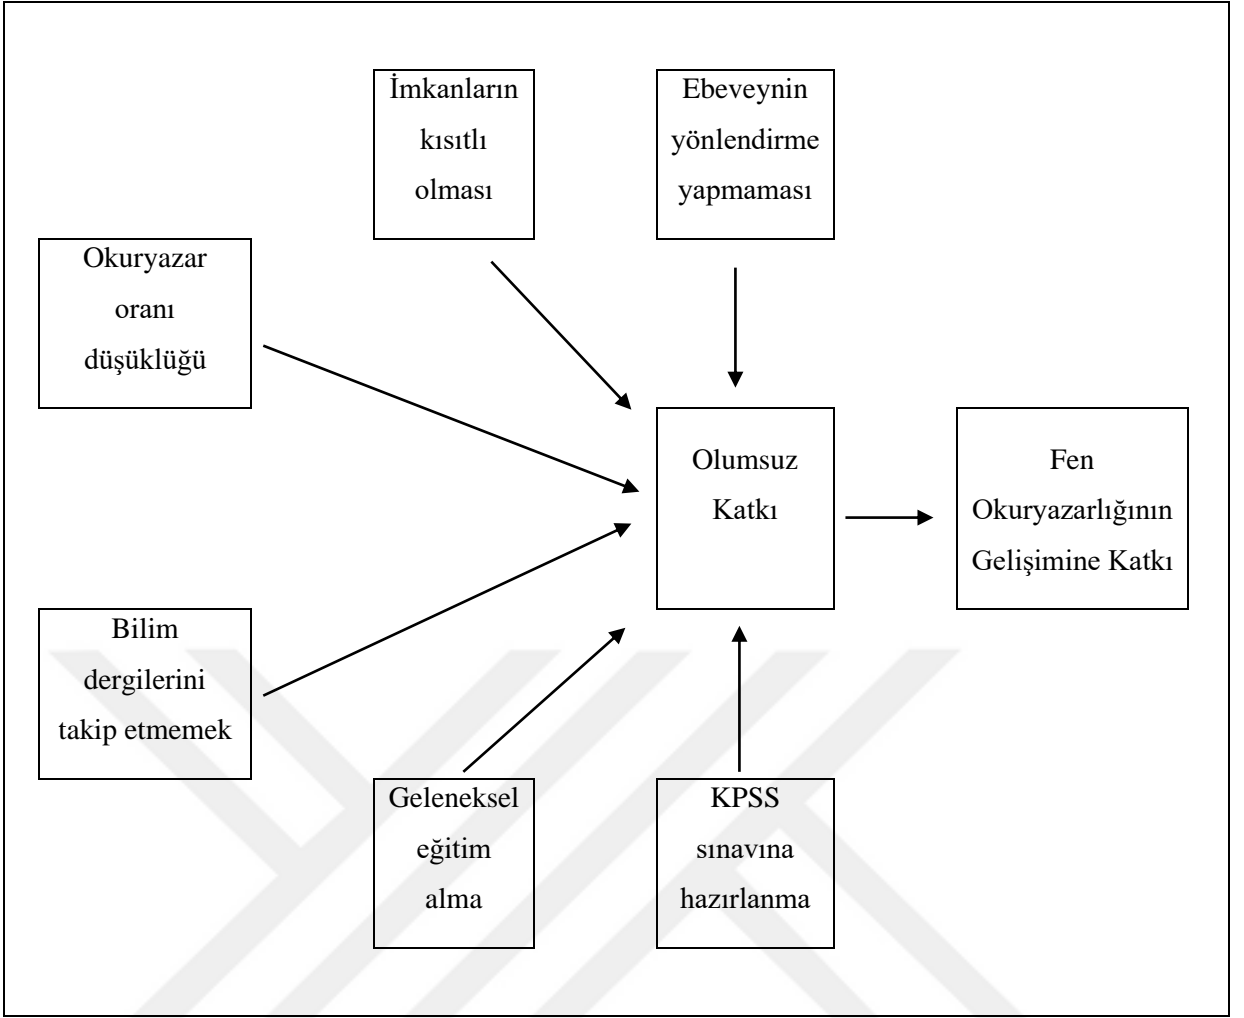 İmkanların
kısıtlı
olması
Ebeveynin
yönlendirme
yapmaması
Okuryazar
oranı
düşüklüğü
Olumsuz
Katkı
Fen
Okuryazarlığının
Gelişimine Katkı
Bilim
dergilerini
takip etmemek
Geleneksel
eğitim
alma
KPSS
sınavına
hazırlanma